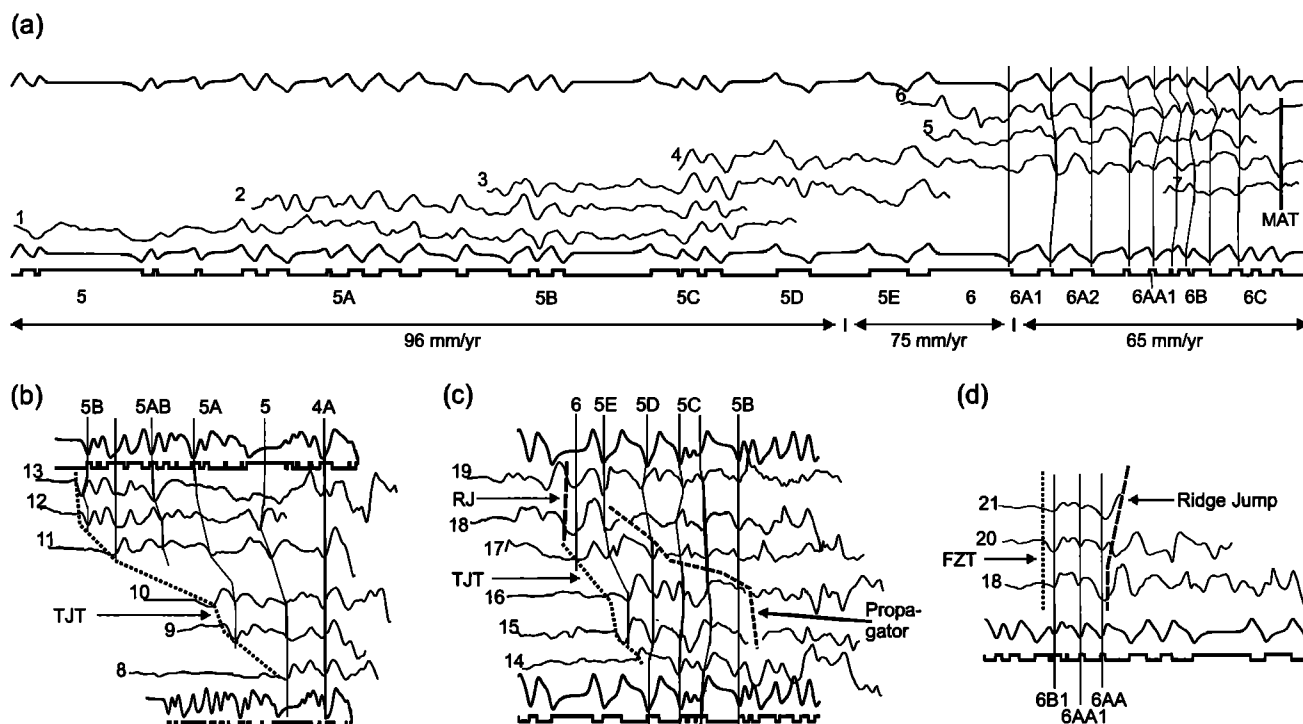 (a)
6
5
4
3
7
2
1
MAT
5 5A 5B 5C 5D 5E 6 6A1 6A2 6AA1 6B 6C
96 mm/yr 75 mm/yr 65 mm/yr
(b)
5B 5AB 5A 5 4A
13
12
11
10
TJT
9
8
(c)
6 5E 5D 5C 5B
19
RJ
18
17
TJT
16
Propa-
gator
15
14
(d)
21
Ridge Jump
20
FZT
18
6B1 6AA
6AA1